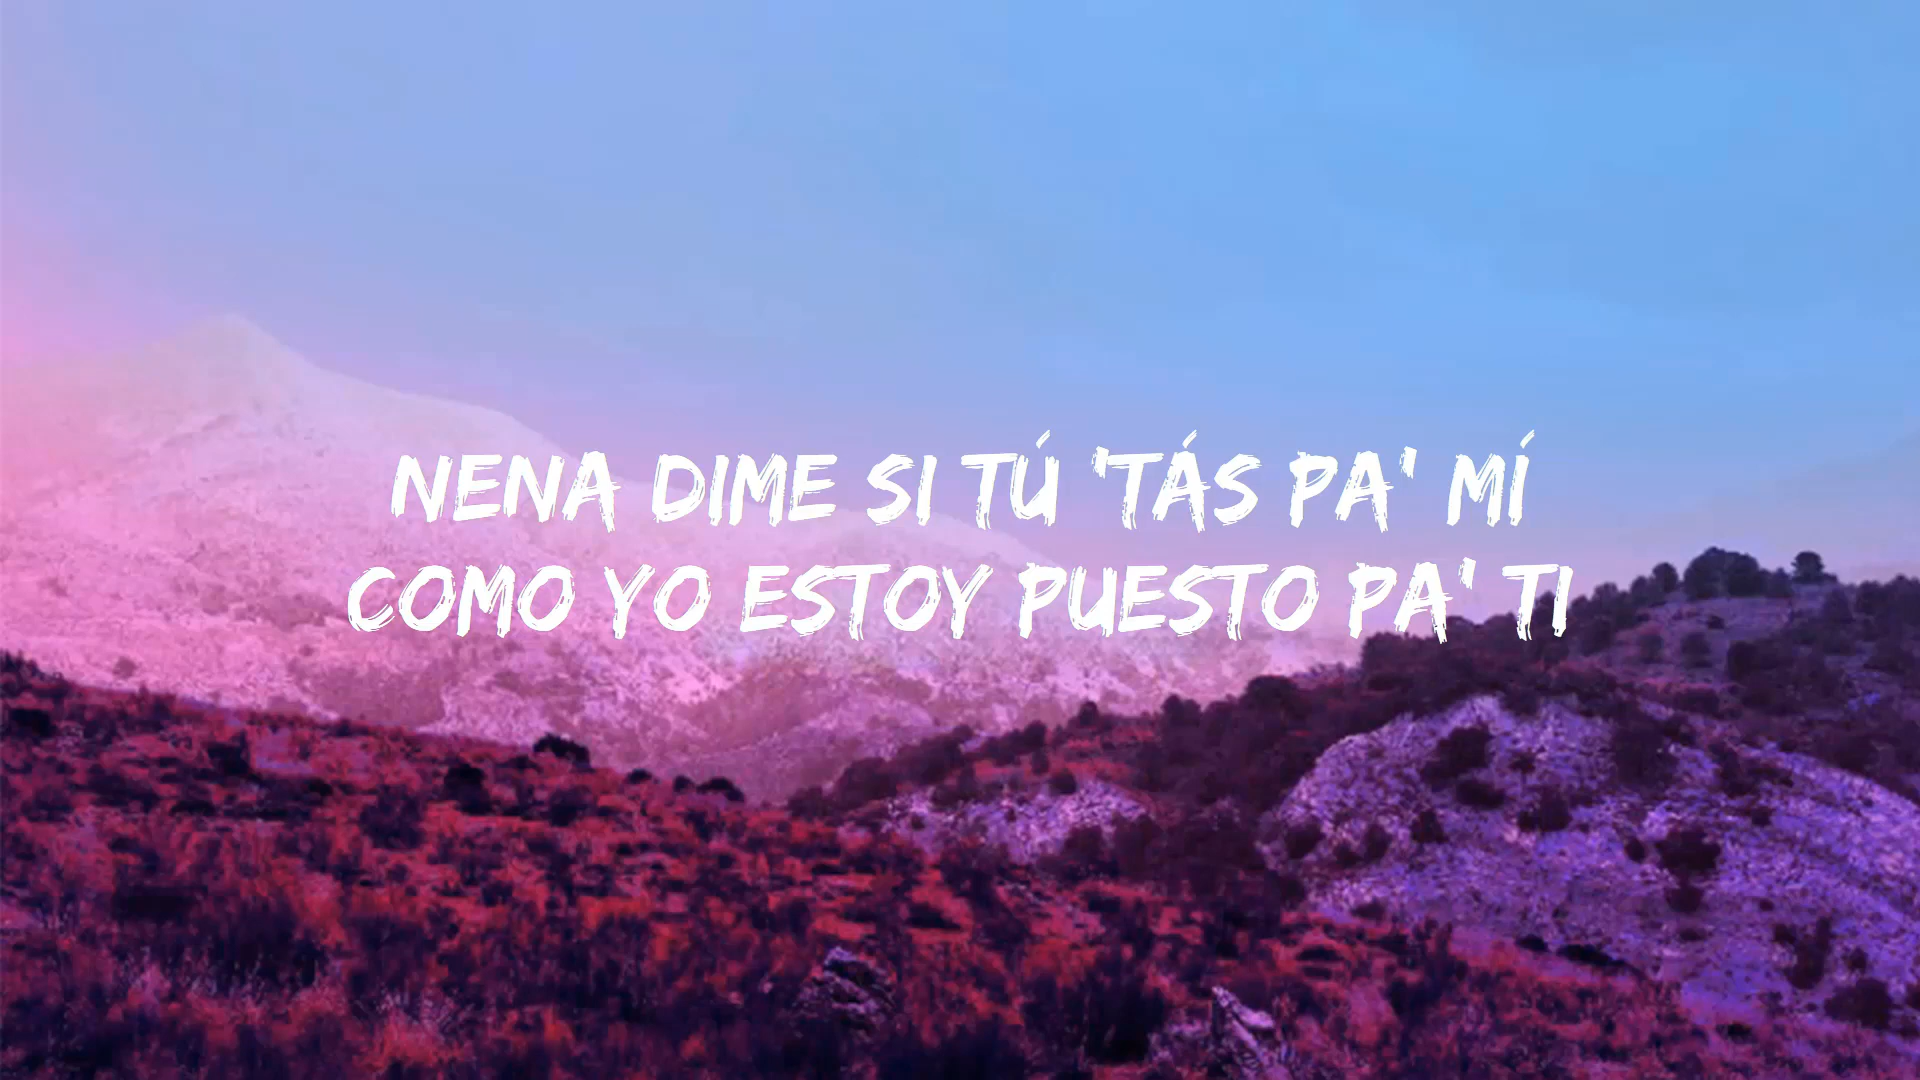 NENA DIME SI TÚ 'TÁS PA' MÍ
COMO YO ESTOY PUESTO PA' TI